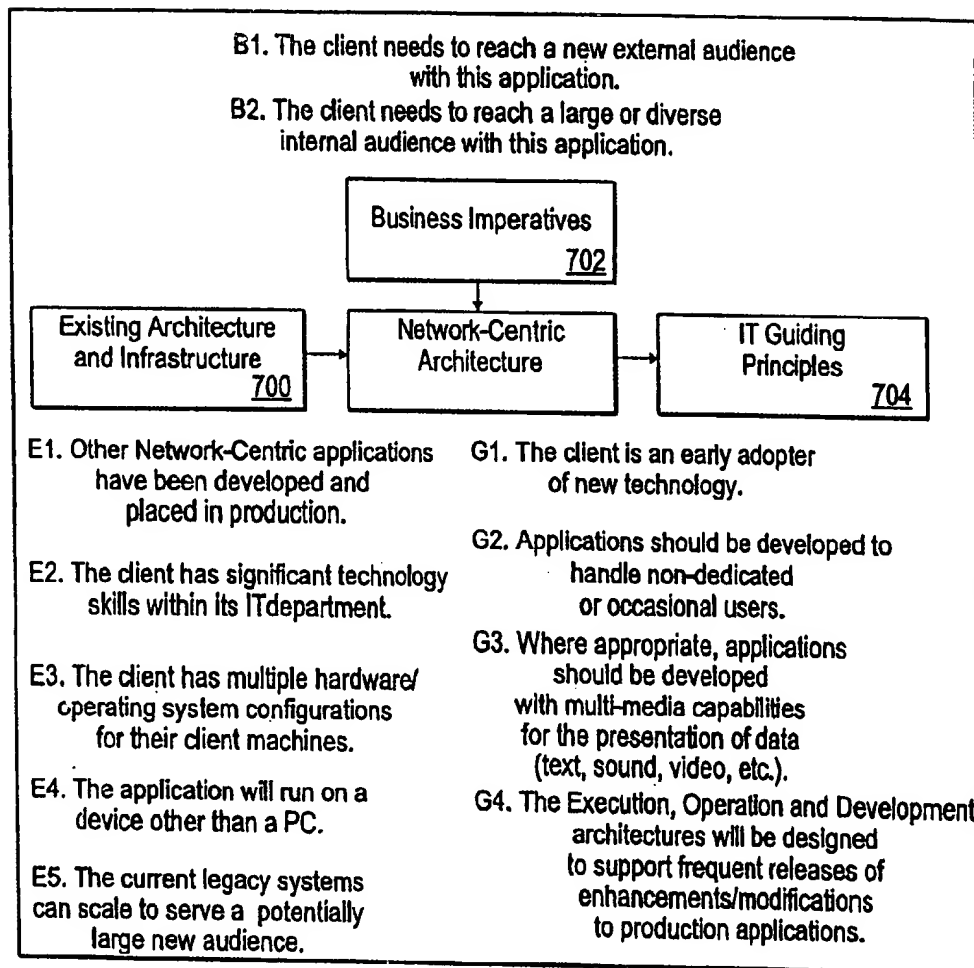 B1. The client needs to reach a new external audience
with this application.
B2. The client needs to reach a large or diverse
internal audience with this application.
Business Imperatives
702
Existing Architecture
and Infrastructure
700
Network-Centric
Architecture
IT Guiding
Principles
704
E1. Other Network-Centric applications
have been developed and
placed in production.
E2. The client has significant technology
skills within its ITdepartment.
E3. The client has multiple hardware/
operating system configurations
for their client machines.
E4. The application will run on a
device other than a PC.
E5. The current legacy systems
can scale to serve a potentially
large new audience.
G1. The client is an early adopter
of new technology.
G2. Applications should be developed to
handle non-dedicated
or occasional users.
G3. Where appropriate, applications
should be developed
with multi-media capabilities
for the presentation of data
(text, sound, video, etc.).
G4. The Execution, Operation and Development
architectures will be designed
to support frequent releases of
enhancements/modifications
to production applications.